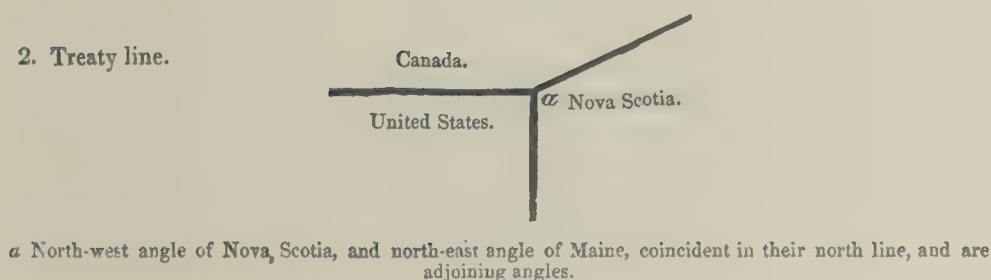 2. Treaty line.
Canada.
a Nova Scotia.
United States.
a North-west angle of Nova Scotia, and north-east angle of Maine, coincident in their north line, and are
adjoining angles.